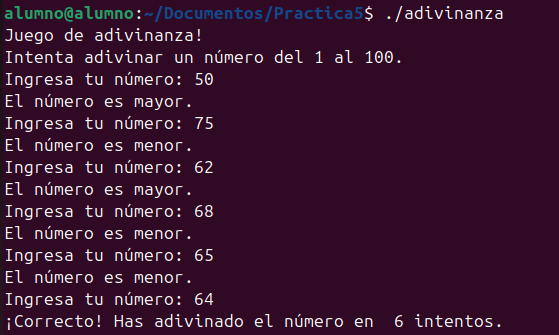 alumno@alumno:~/Documentos/Practica5$ ./adivinanza
Juego de adivinanza!
Intenta adivinar un número del 1 al 100.
Ingresa tu número: 50
El número es mayor.
Ingresa tu número: 75
El número es menor.
Ingresa tu número: 62
El número es mayor.
Ingresa tu número: 68
El número es menor.
Ingresa tu número: 65
El número es menor.
Ingresa tu número: 64
¡Correcto! Has adivinado el número en  6 intentos.